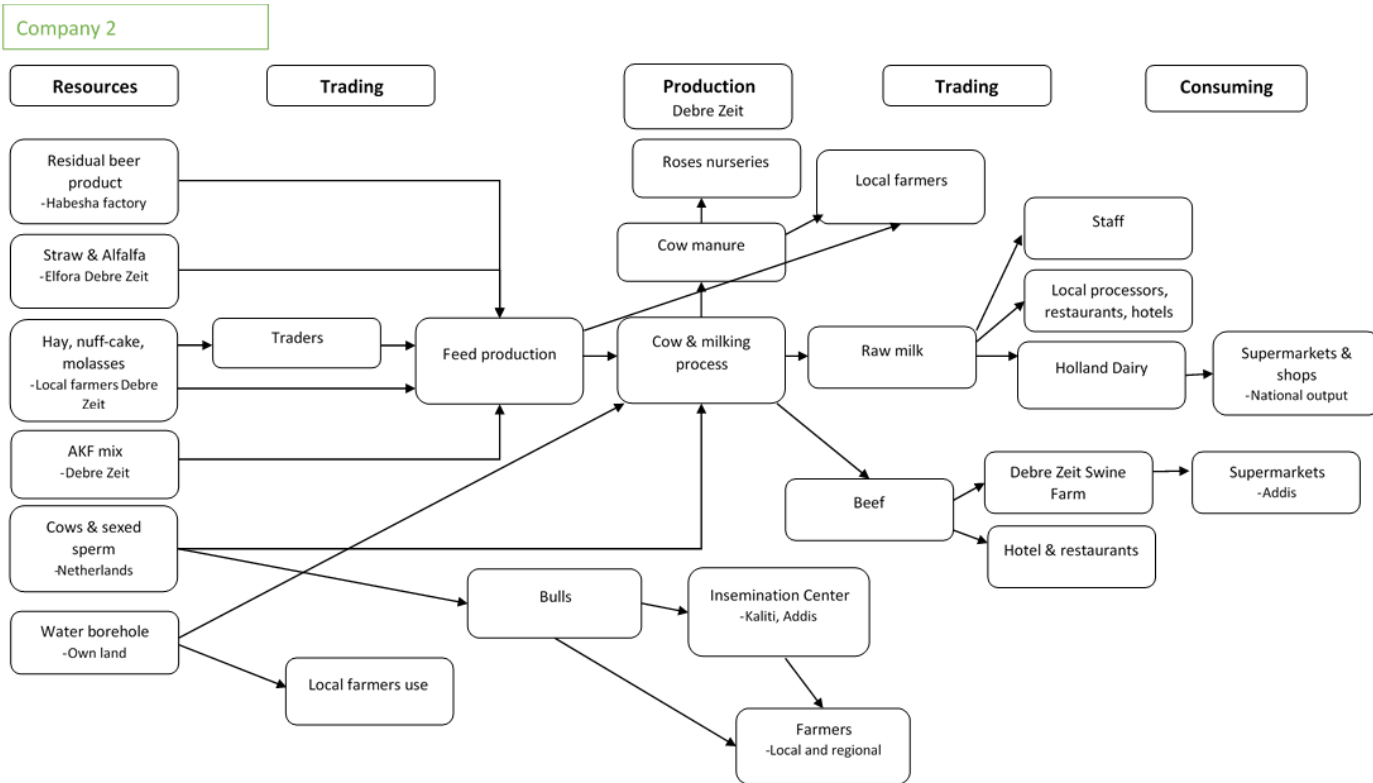 Company 2
Resources
Trading
Production
Debre Zeit
Trading
Consuming
Residual beer
product
-Habesha factory
Straw & Alfalfa
-Elfora Debre Zeit
Hay, nuff-cake,
molasses
-Local farmers Debre
Zeit
AKF mix
-Debre Zeit
Cows & sexed
sperm
-Netherlands
Water borehole
-Own land
Traders
Local farmers use
Feed production
Bulls
Roses nurseries
Cow manure
Cow & milking
process
Insemination Center
-Kaliti, Addis
Farmers
-Local and regional
Local farmers
Raw milk
Beef
Staff
Local processors,
restaurants, hotels
Holland Dairy
Debre Zeit Swine
Farm
Hotel & restaurants
Supermarkets &
shops
-National output
Supermarkets
-Addis